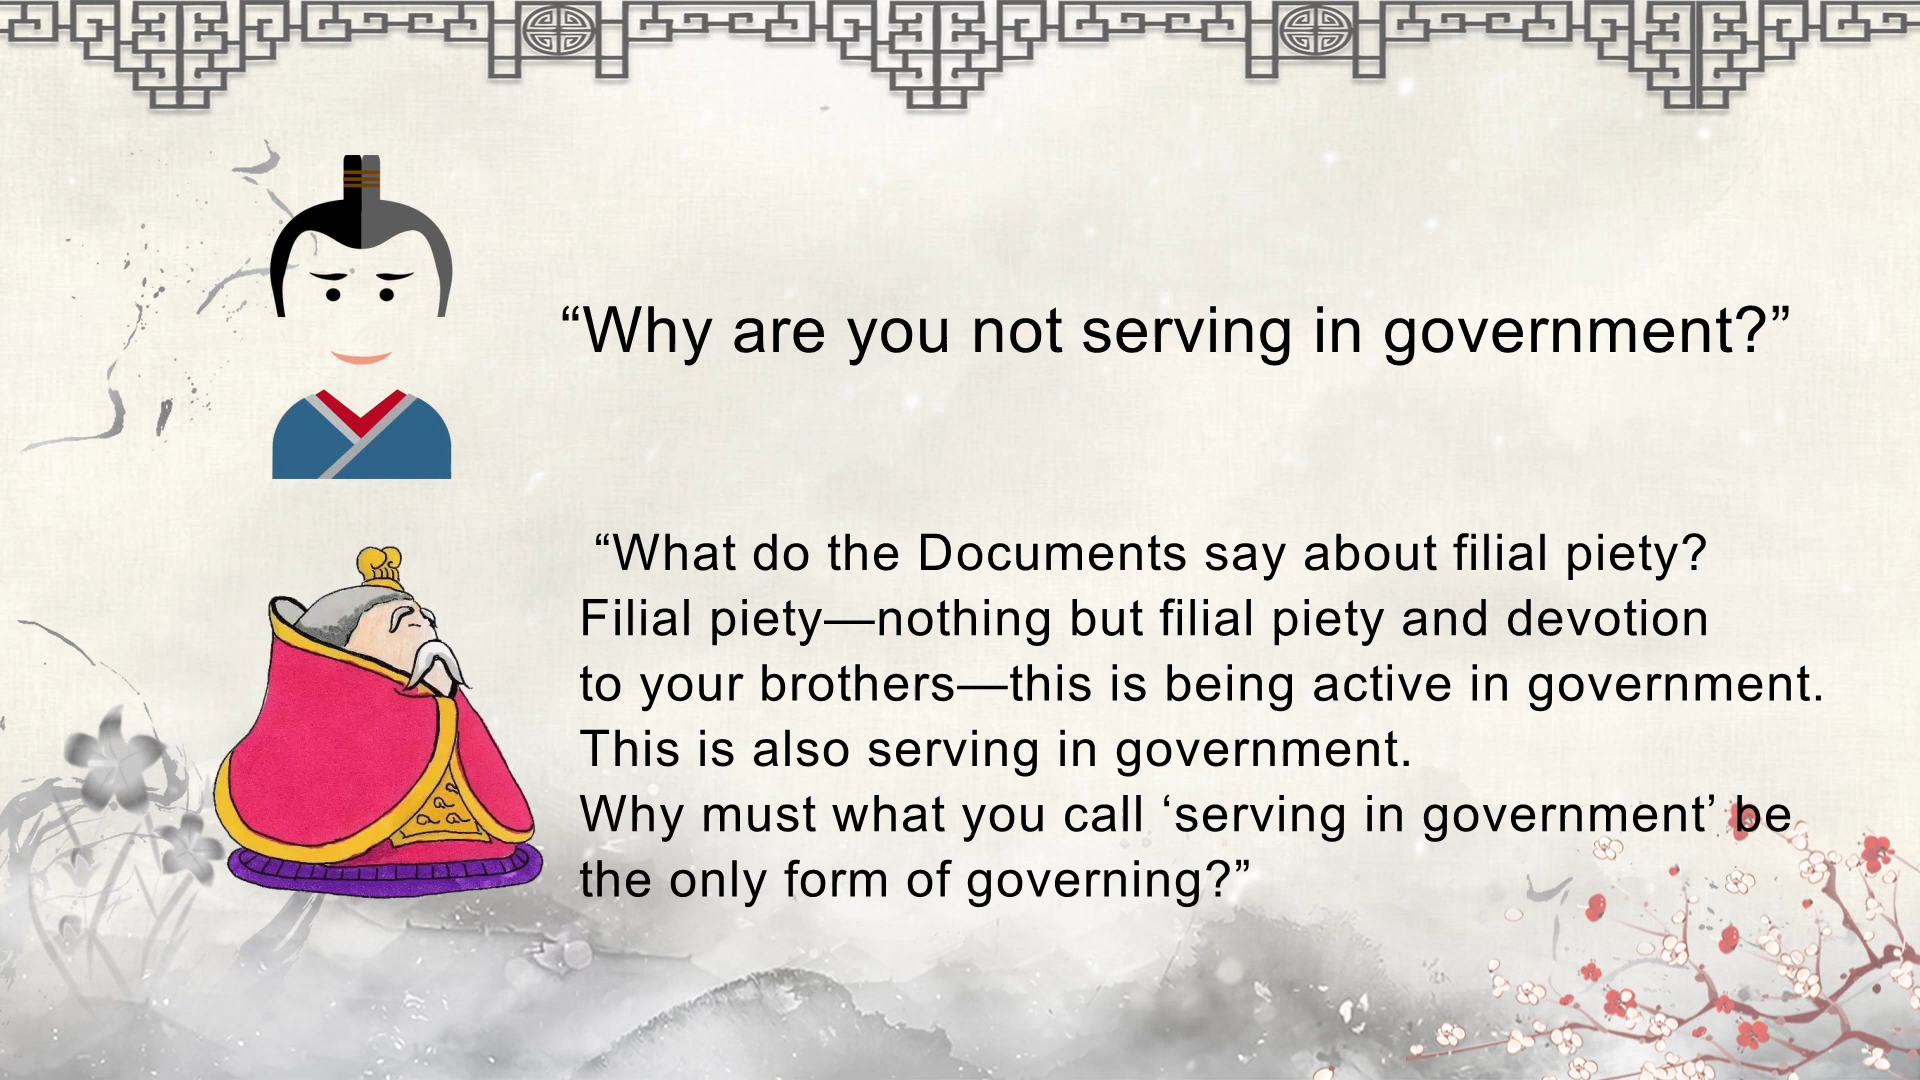 “Why are you not serving in government?”
“What do the Documents say about filial piety?
Filial piety—nothing but filial piety and devotion
to your brothers—this is being active in government.
This is also serving in government.
Why must what you call ‘serving in government’ be
the only form of governing?”